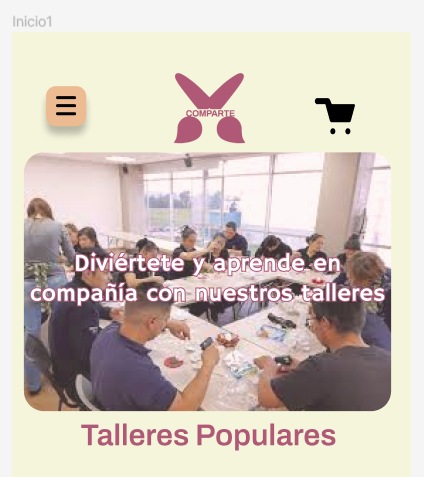 Inicio1
COMPARTE
Diviértete y aprende en
compañía con nuestros talleres
Talleres Populares